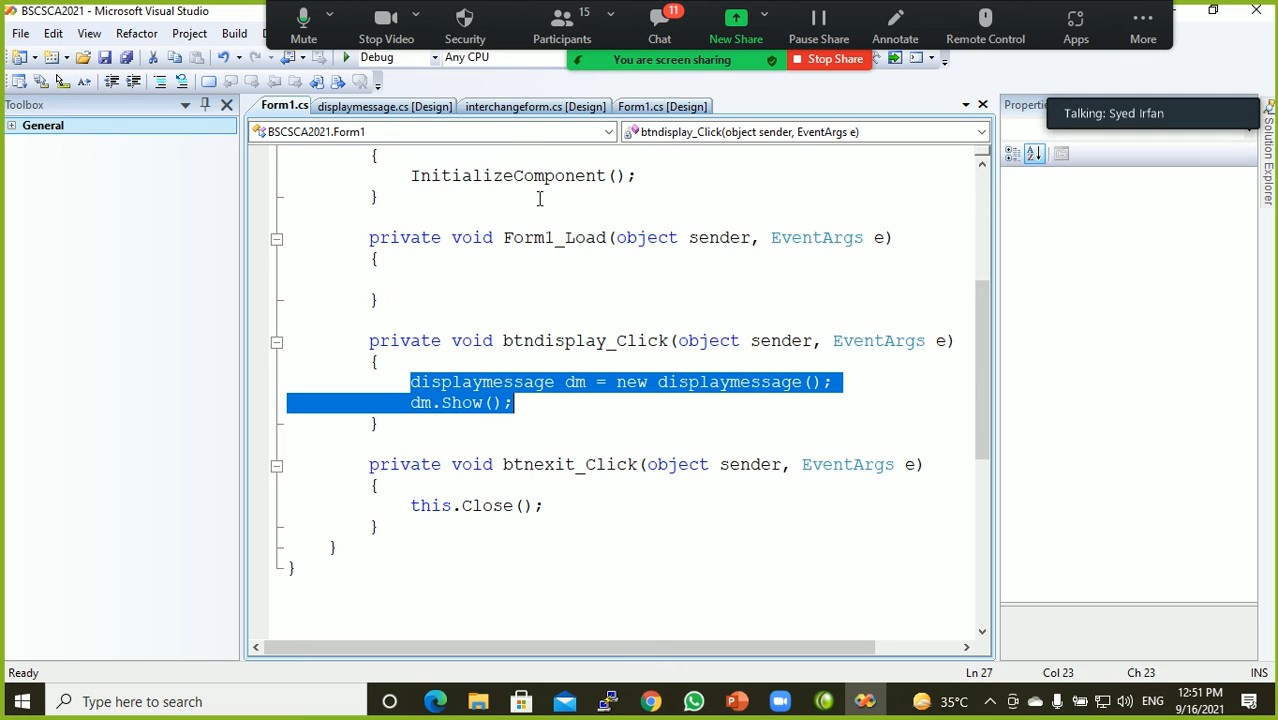 BSCSCA2021 - Microsoft Visual Studio
File Edit View Refactor Project Build
Debug Any CPU
Mute
Stop Video
Security
15
Participants
11
Chat
New Share
Pause Share
Annotate
Remote Control
Apps
More
You are screen sharing
Stop Share
Toolbox
General
Form1.cs displaymessage.cs [Design] interchangeform.cs [Design] Form1.cs [Design]
Talking: Syed Irfan
Solution Explorer
BSCSCA2021.Form1
btndisplay_Click(object sender, EventArgs e)
{
InitializeComponent();
}
private void Form1_Load(object sender, EventArgs e)
{
}
private void btndisplay_Click(object sender, EventArgs e)
{
displaymessage dm = new displaymessage();
dm.Show();
}
private void btnexit_Click(object sender, EventArgs e)
{
this.Close();
}
}
}
Ready
Ln 27 Col 23 Ch 23 INS
Type here to search
35°C
ENG
12:51 PM
9/16/2021